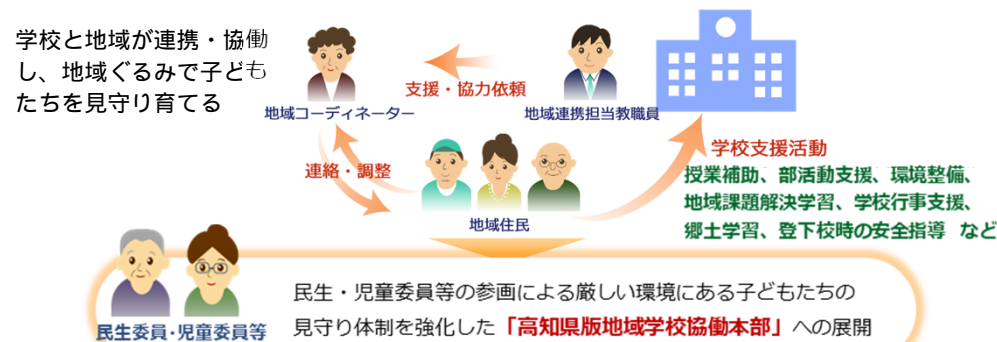 学校と地域が連携・協働
し、地域ぐるみで子ども
たちを見守り育てる
支援・協力依頼
地域コーディネーター
地域連携担当教職員
連絡・調整
地域住民
学校支援活動
授業補助、部活動支援、環境整備、
地域課題解決学習、学校行事支援、
郷土学習、登下校時の安全指導 など
民生委員・児童委員等
民生・児童委員等の参画による厳しい環境にある子どもたちの
見守り体制を強化した「高知県版地域学校協働本部」への展開